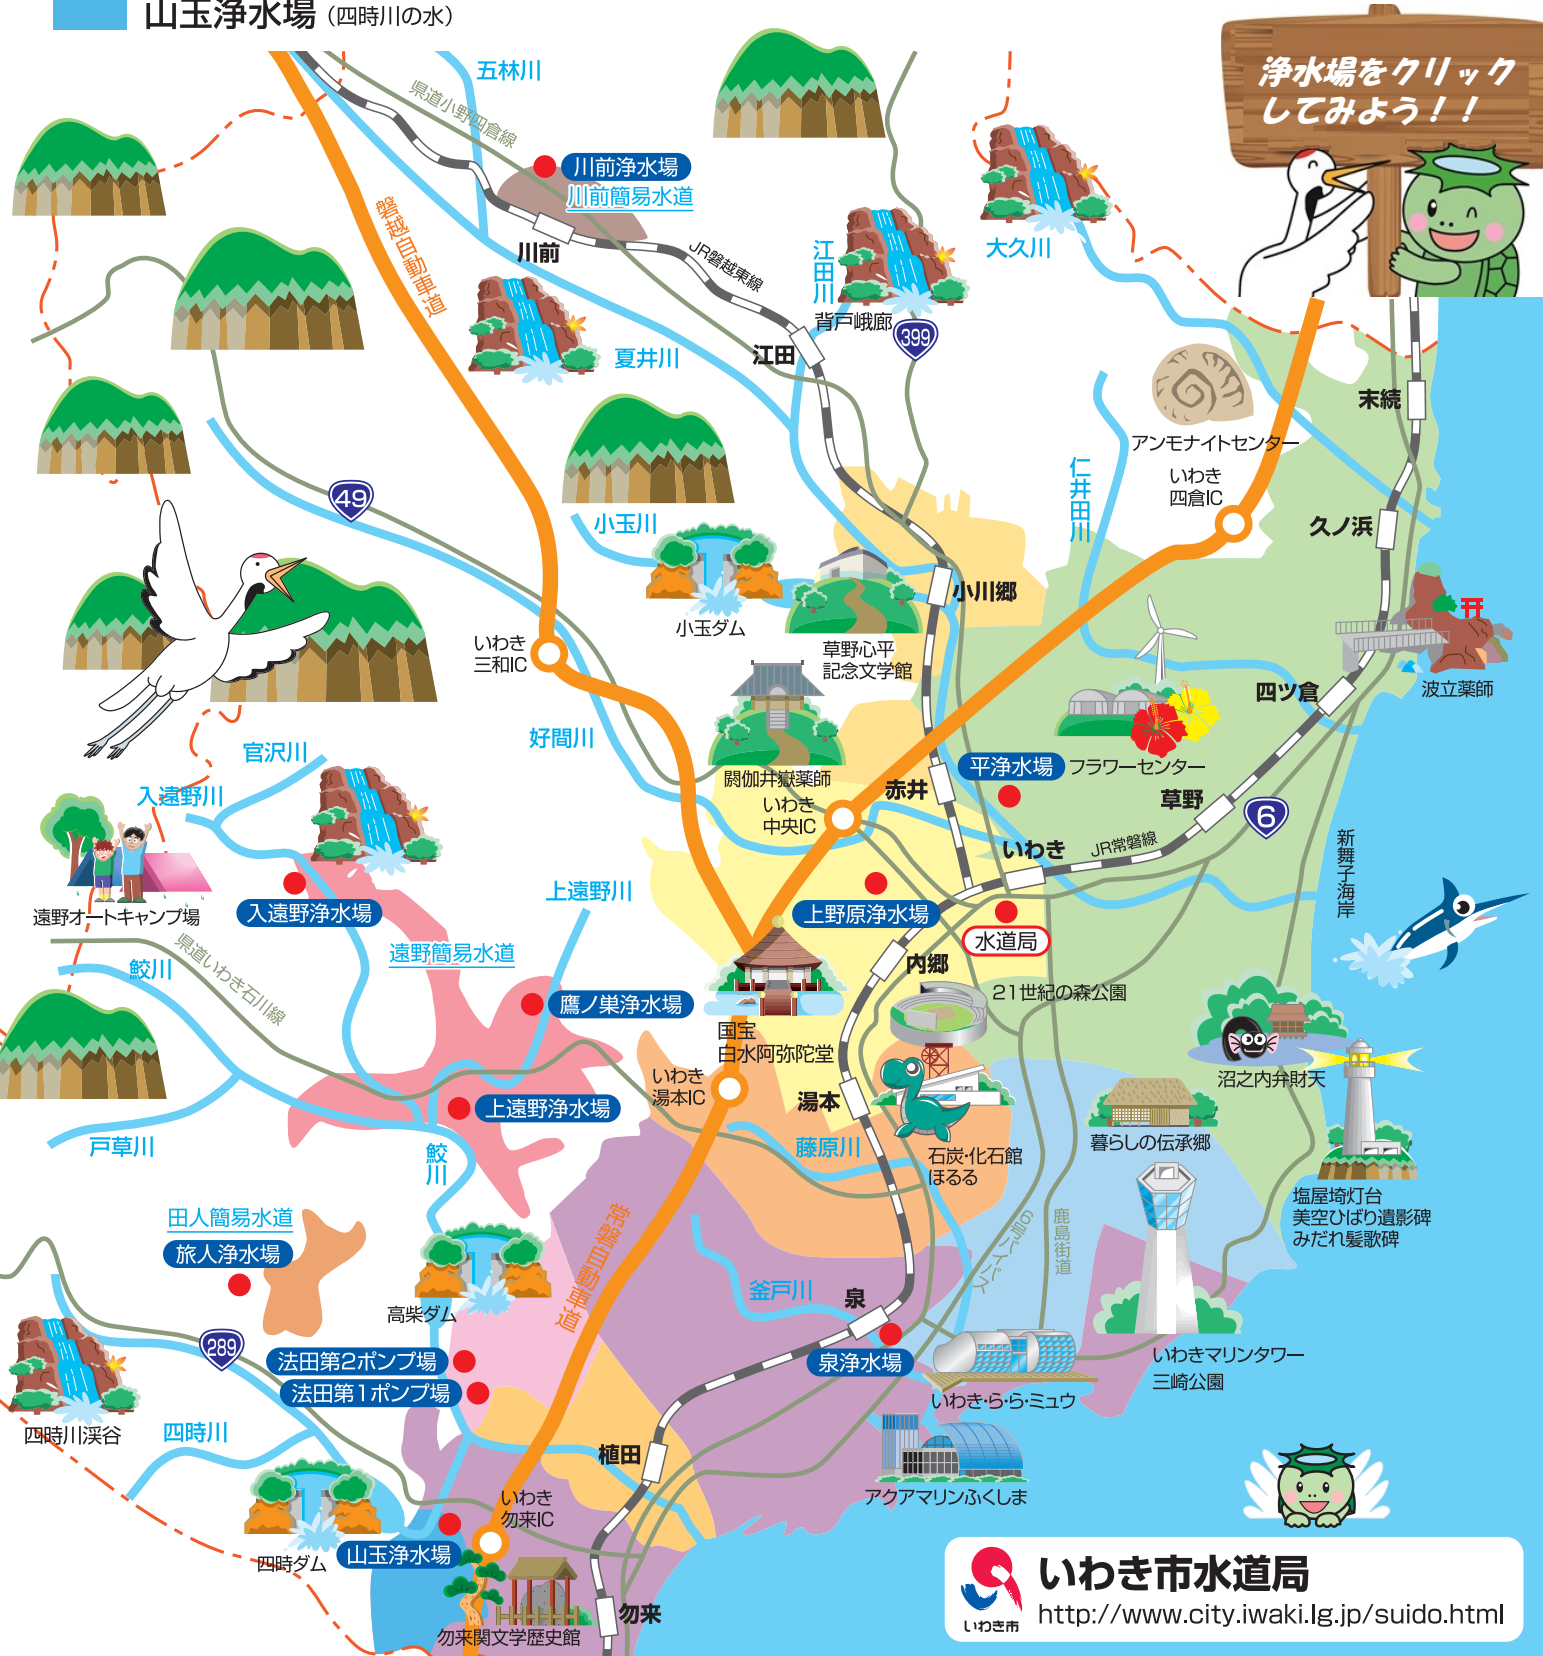 山玉浄水場(四時川の水)
浄水場をクリック
してみよう！！
五林川
県道小野四倉線
川前浄水場
川前簡易水道
磐越自動車道
川前
JR磐越東線
江田川
大久川
背戸峨廊
399
江田
夏井川
末続
アンモナイトセンター
いわき
四倉IC
仁井田川
49
小玉川
久ノ浜
小川郷
小玉ダム
草野心平
記念文学館
いわき
三和IC
四ツ倉
波立薬師
好間川
官沢川
入遠野川
閼伽井嶽薬師
平浄水場
フラワーセンター
赤井
草野
いわき
中央IC
6
JR常磐線
いわき
新舞子海岸
遠野オートキャンプ場
入遠野浄水場
上遠野川
上野原浄水場
水道局
県道いわき石川線
鮫川
遠野簡易水道
内郷
21世紀の森公園
鷹ノ巣浄水場
国宝
白水阿弥陀堂
いわき
湯本IC
湯本
沼之内弁財天
上遠野浄水場
戸草川
鮫川
藤原川
石炭・化石館
ほるる
暮らしの伝承郷
塩屋埼灯台
美空ひばり遺影碑
みだれ髪歌碑
田人簡易水道
旅人浄水場
常磐自動車道
6号バイパス
鹿島街道
釜戸川
泉
高柴ダム
289
法田第2ポンプ場
法田第1ポンプ場
泉浄水場
いわきマリンタワー
三崎公園
いわき・ら・ら・ミュウ
四時川渓谷
四時川
植田
アクアマリンふくしま
いわき
勿来IC
四時ダム
山玉浄水場
勿来
勿来関文学歴史館
いわき市
いわき市水道局
http://www.city.iwaki.lg.jp/suido.html